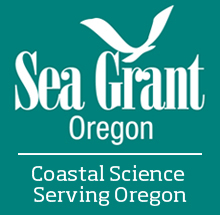 Sea Grant
Oregon
Coastal Science
Serving Oregon